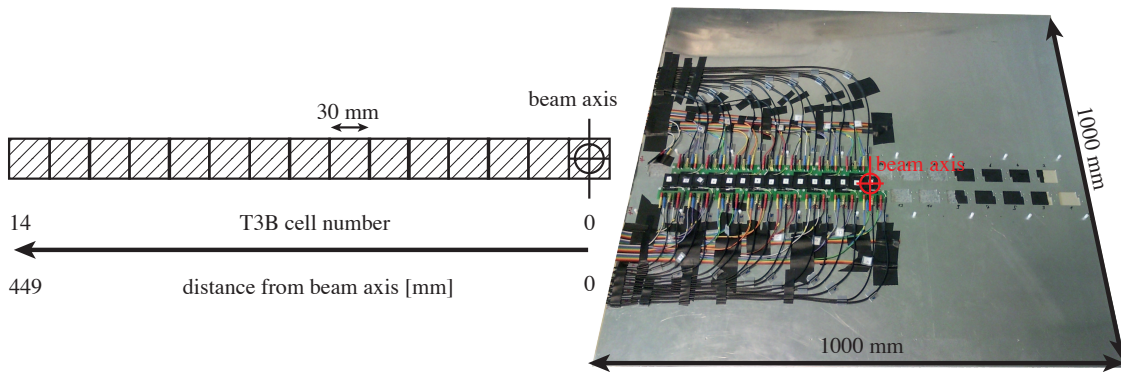 beam axis
30 mm
14
T3B cell number
0
449
distance from beam axis [mm]
0
beam axis
1000 mm
1000 mm